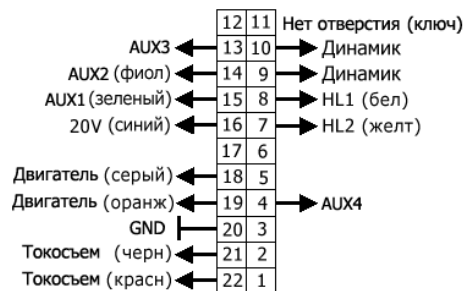 12 11 Нет отверстия (ключ)
AUX3 13 10 Динамик
AUX2 (фиол) 14 9 Динамик
AUX1 (зеленый) 15 8 HL1 (бел)
20V (синий) 16 7 HL2 (желт)
17 6
Двигатель (серый) 18 5
Двигатель (оранж) 19 4 AUX4
GND 20 3
Токосъем (черн) 21 2
Токосъем (красн) 22 1